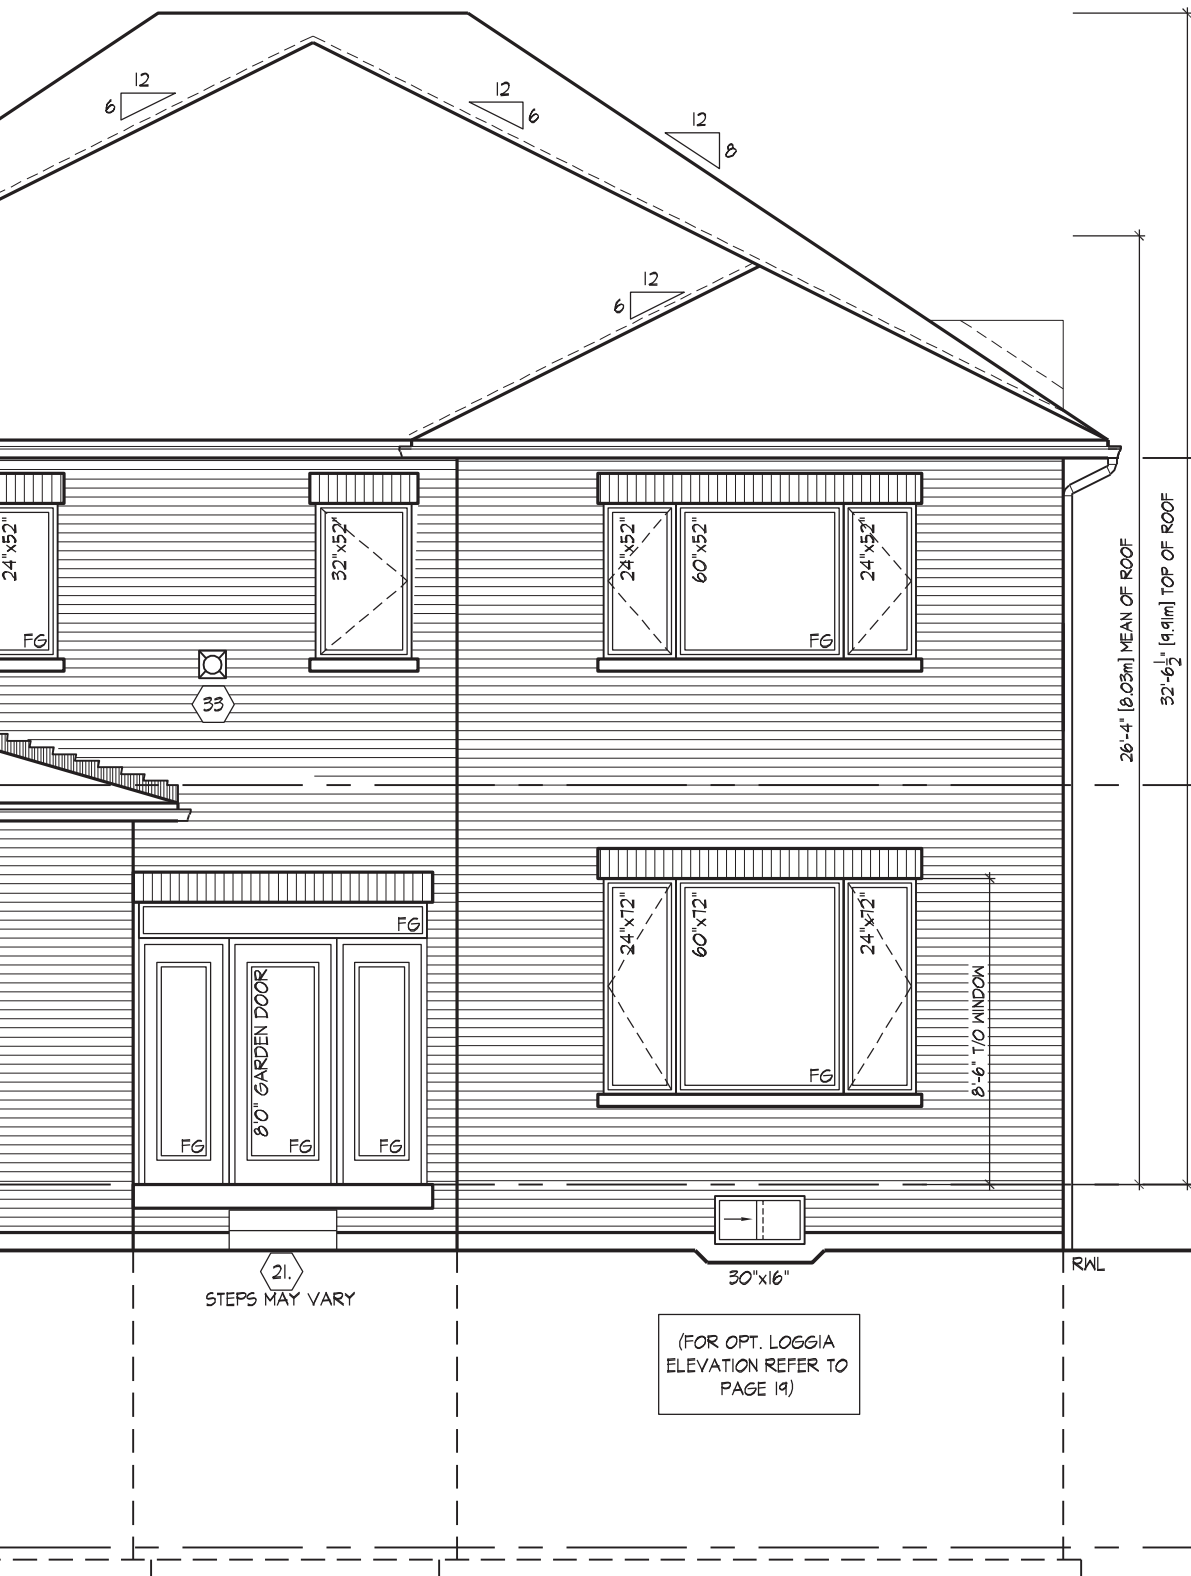 12
6
12
6
12
8
12
6
24"x52"
FG
32"x52"
24"x52"
60"x52"
FG
24"x52"
33
26'-4" [8.03m] MEAN OF ROOF
32'-6 1/2" [9.91m] TOP OF ROOF
FG
8'0" GARDEN DOOR
FG
FG
FG
24"x72"
60"x72"
FG
24"x72"
8'-6" T/O WINDOW
21.
STEPS MAY VARY
30"x16"
RWL
(FOR OPT. LOGGIA
ELEVATION REFER TO
PAGE 19)